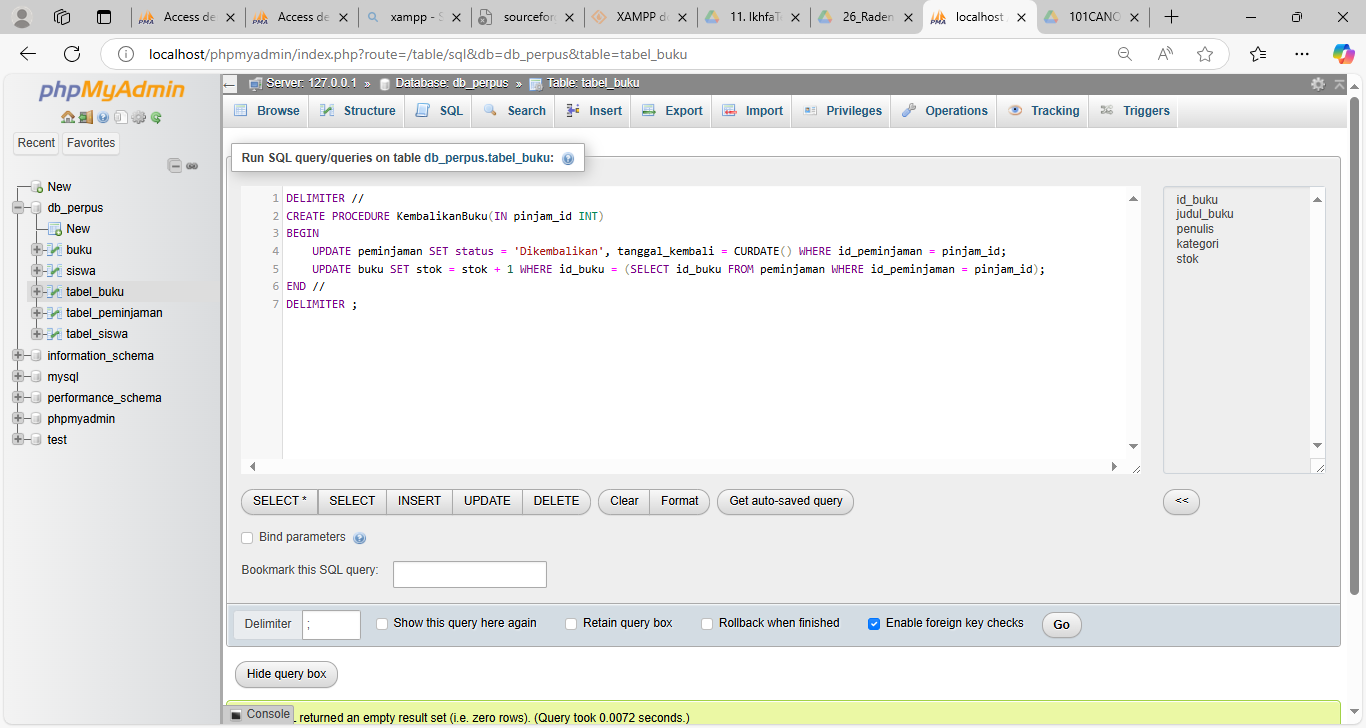 Access de
Access de
xampp - S
sourcefor
XAMPP d
11. IkhfaTu
26_Raden
localhost
101CANO
localhost/phpmyadmin/index.php?route=/table/sql&db=db_perpus&table=tabel_buku
phpMyAdmin
Recent
Favorites
New
db_perpus
New
buku
siswa
tabel_buku
tabel_peminjaman
tabel_siswa
information_schema
mysql
performance_schema
phpmyadmin
test
Server: 127.0.0.1 » Database: db_perpus » Table: tabel_buku
Browse Structure SQL Search Insert Export Import Privileges Operations Tracking Triggers
Run SQL query/queries on table db_perpus.tabel_buku:
1 DELIMITER //
2 CREATE PROCEDURE KembalikanBuku(IN pinjam_id INT)
3 BEGIN
4 UPDATE peminjaman SET status = 'Dikembalikan', tanggal_kembali = CURDATE() WHERE id_peminjaman = pinjam_id;
5 UPDATE buku SET stok = stok + 1 WHERE id_buku = (SELECT id_buku FROM peminjaman WHERE id_peminjaman = pinjam_id);
6 END //
7 DELIMITER ;
id_buku
judul_buku
penulis
kategori
stok
SELECT * SELECT INSERT UPDATE DELETE Clear Format Get auto-saved query <<
Bind parameters
Bookmark this SQL query:
Delimiter ; Show this query here again Retain query box Rollback when finished Enable foreign key checks Go
Hide query box
Console
returned an empty result set (i.e. zero rows). (Query took 0.0072 seconds.)